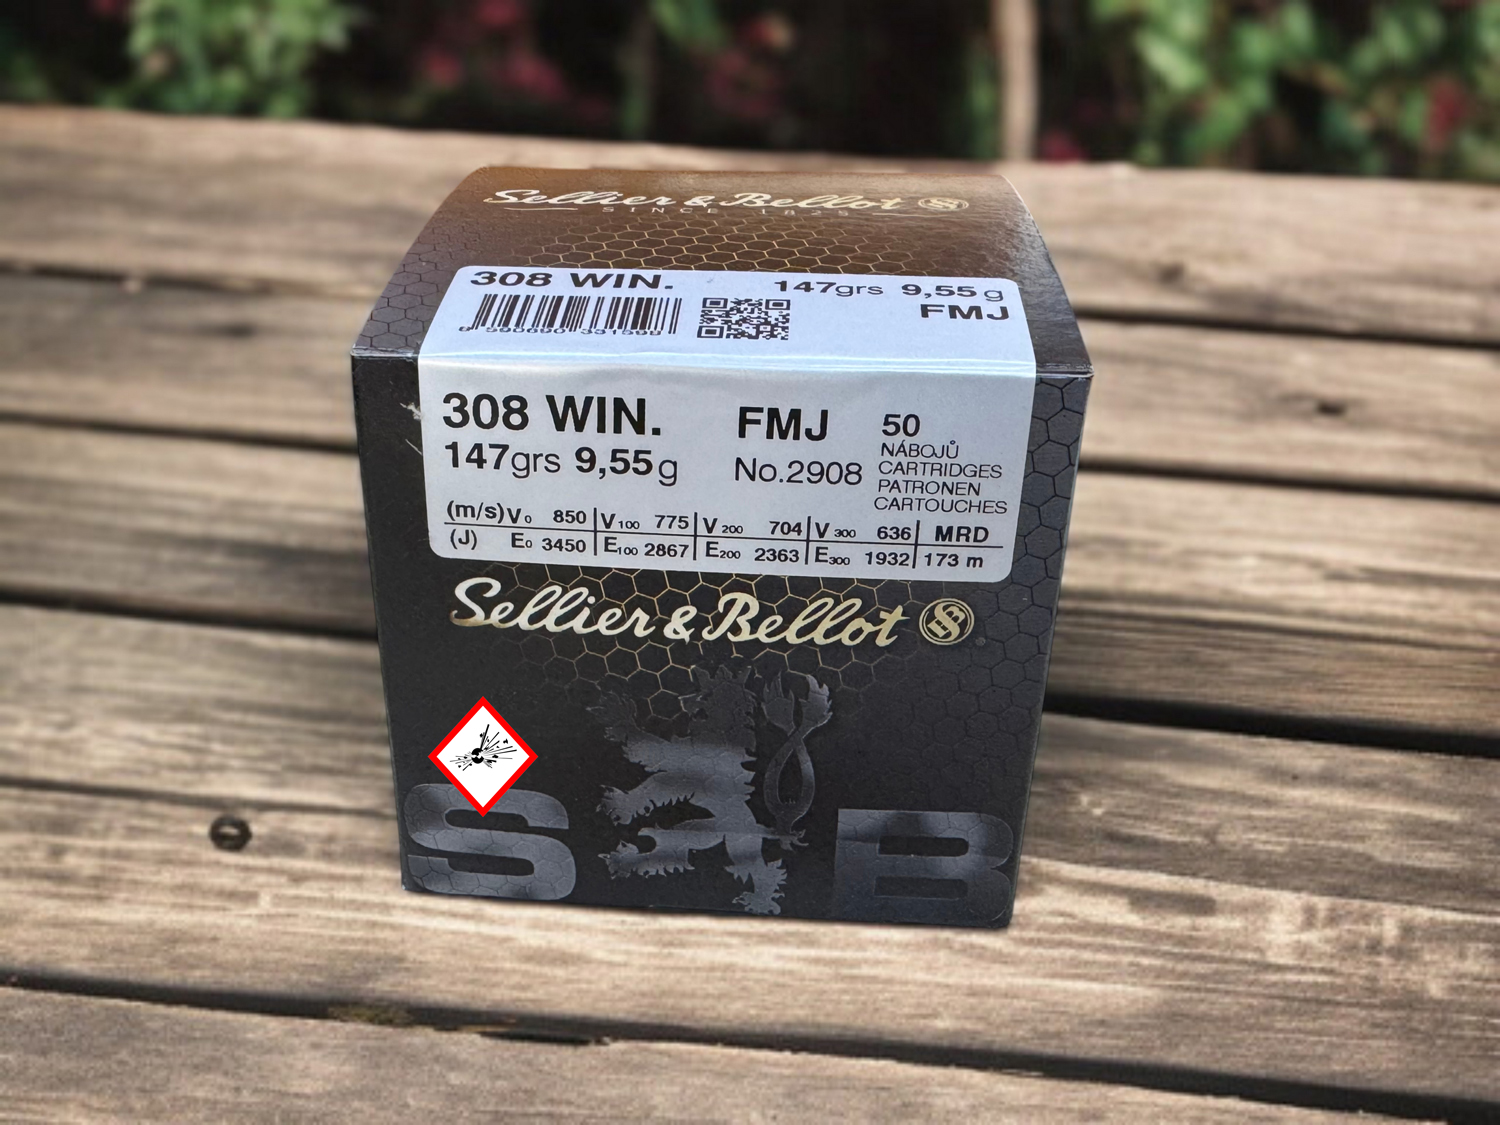 Sellier & Bellot SB
SINCE 1825
308 WIN. 147grs 9,55g
FMJ
308 WIN. FMJ 50
147grs 9,55g No.2908
NÁBOJŮ
CARTRIDGES
PATRONEN
CARTOUCHES
(m/s) V0 850 V100 775 V200 704 V300 636 MRD
(J) E0 3450 E100 2867 E200 2363 E300 1932 173 m
Sellier & Bellot SB
S B